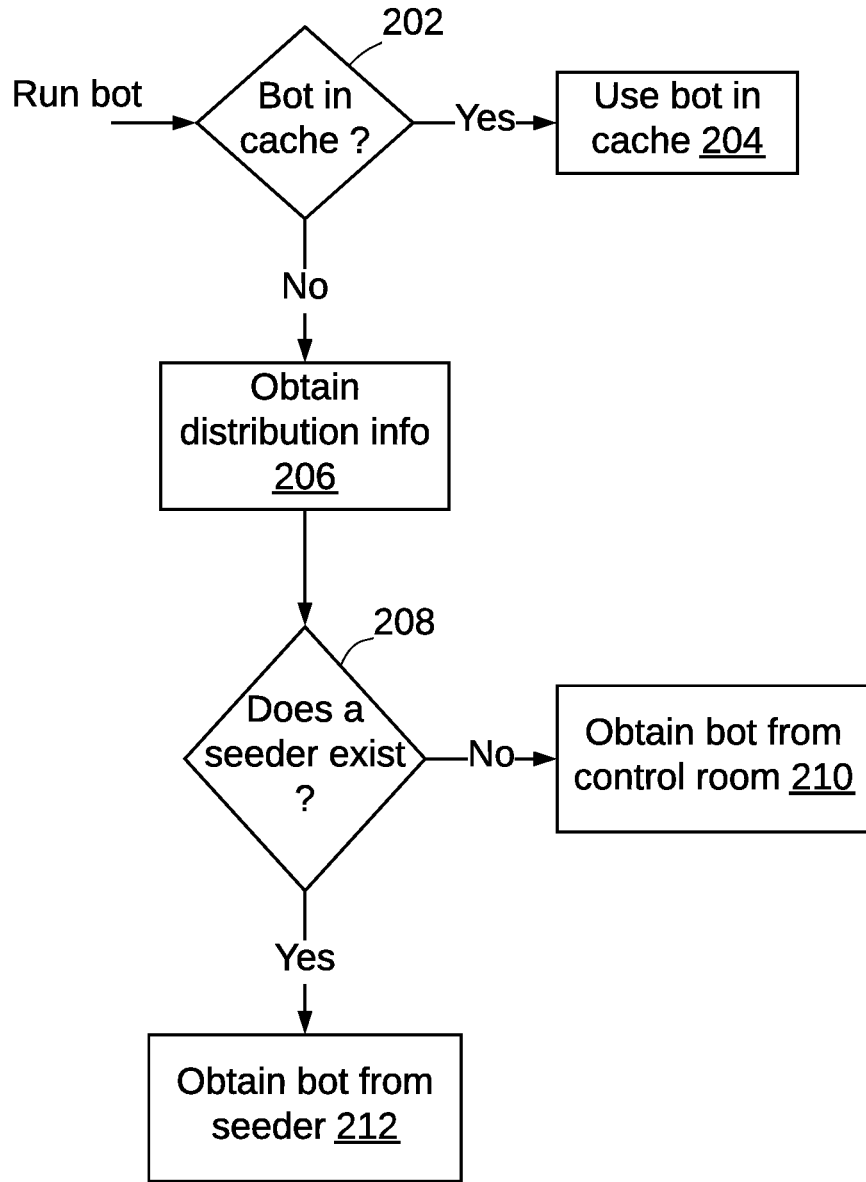 202
Run bot
Bot in
cache ?
Yes
Use bot in
cache 204
No
Obtain
distribution info
206
208
Does a
seeder exist
?
No
Obtain bot from
control room 210
Yes
Obtain bot from
seeder 212